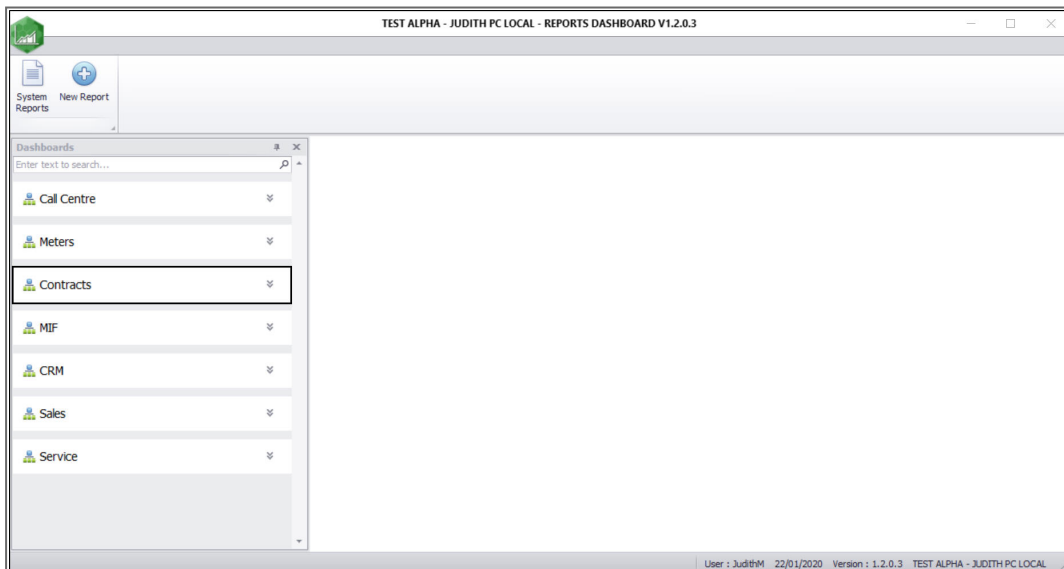 TEST ALPHA - JUDITH PC LOCAL - REPORTS DASHBOARD V1.2.0.3
System Reports
New Report
Dashboards
Enter text to search...
Call Centre
Meters
Contracts
MIF
CRM
Sales
Service
User : JudithM 22/01/2020 Version : 1.2.0.3 TEST ALPHA - JUDITH PC LOCAL